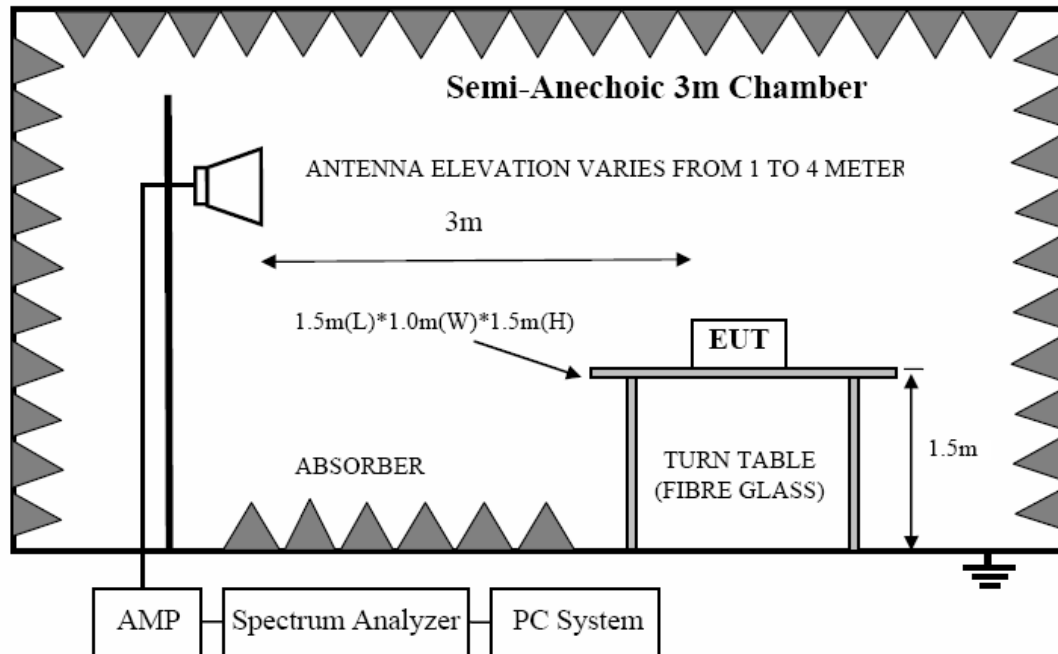 Semi-Anechoic 3m Chamber
ANTENNA ELEVATION VARIES FROM 1 TO 4 METER
3m
1.5m(L)*1.0m(W)*1.5m(H)
EUT
1.5m
ABSORBER
TURN TABLE
(FIBRE GLASS)
AMP
Spectrum Analyzer
PC System